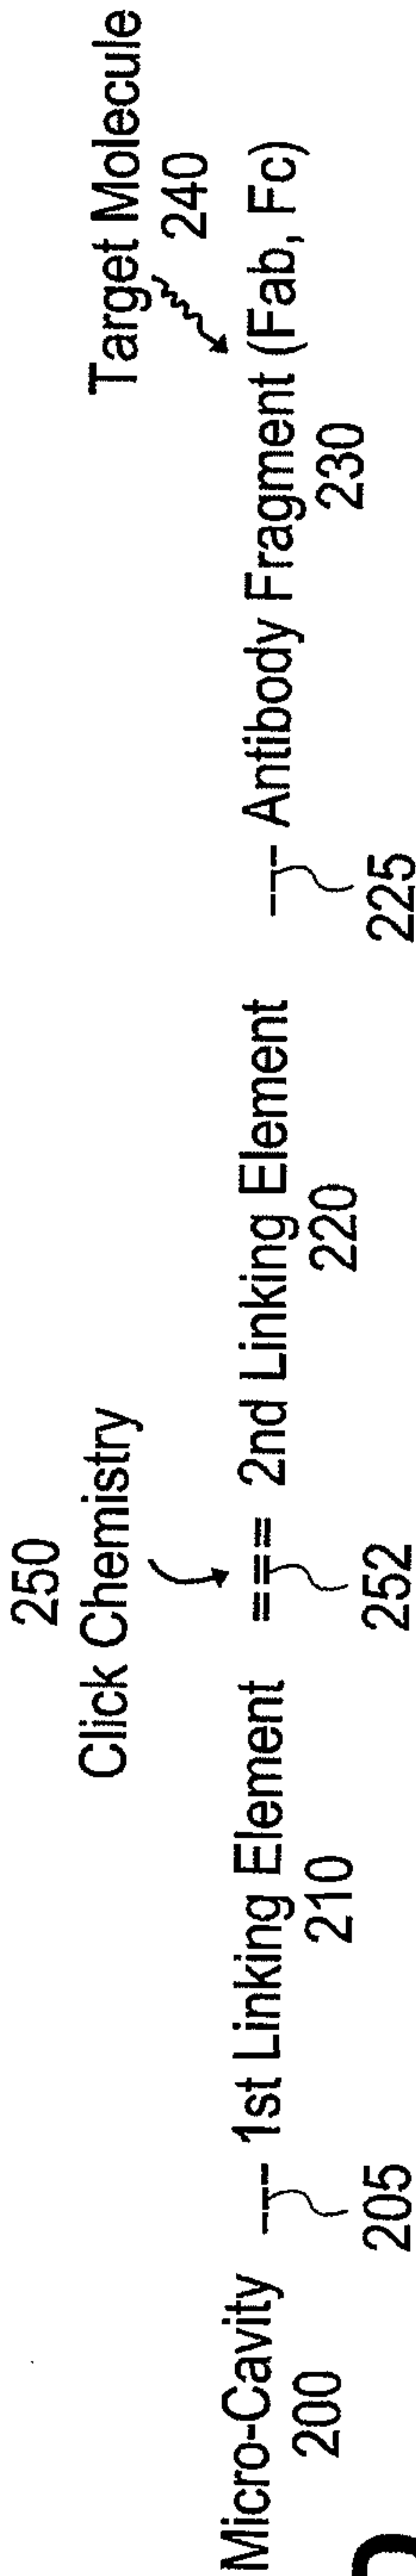 250
Click Chemistry
Target Molecule
240
Micro-Cavity --- 1st Linking Element === 2nd Linking Element --- Antibody Fragment (Fab, Fc)
200 205 210 252 220 225 230